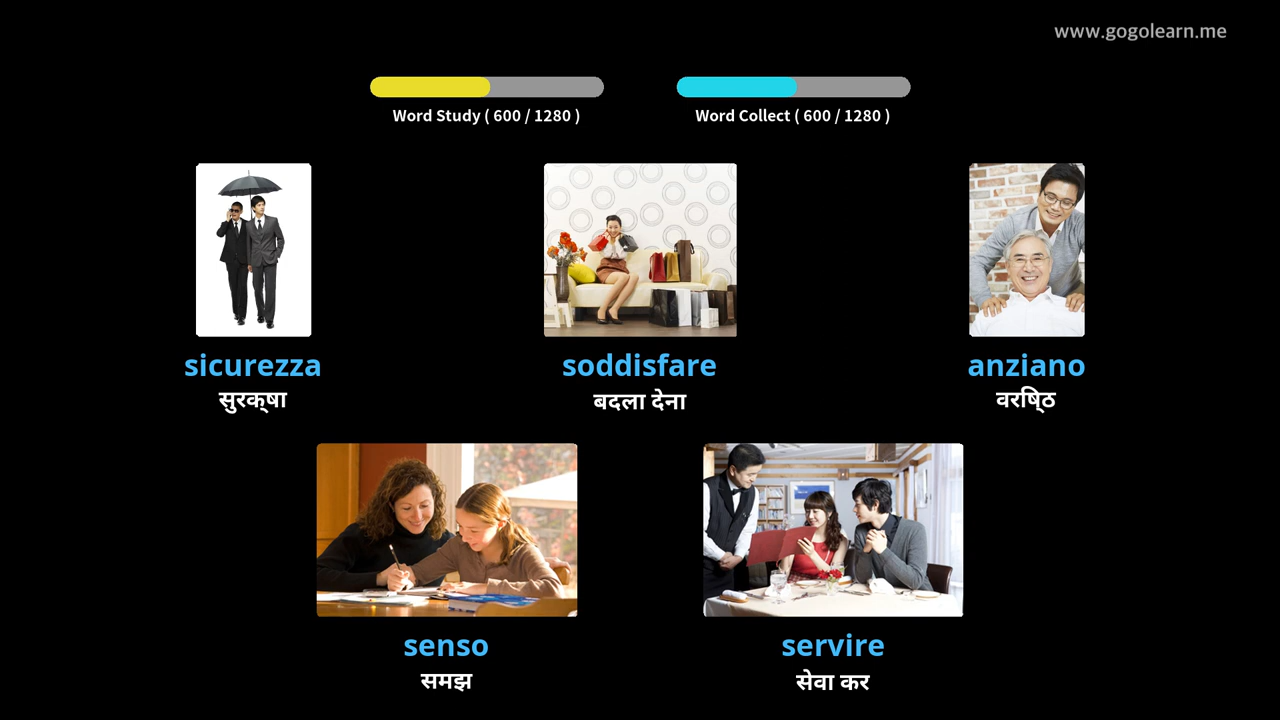 www.gogolearn.me
Word Study ( 600 / 1280 )
Word Collect ( 600 / 1280 )
sicurezza
सुरक्षा
soddisfare
बदला देना
anziano
वरिष्ठ
senso
समझ
servire
सेवा कर